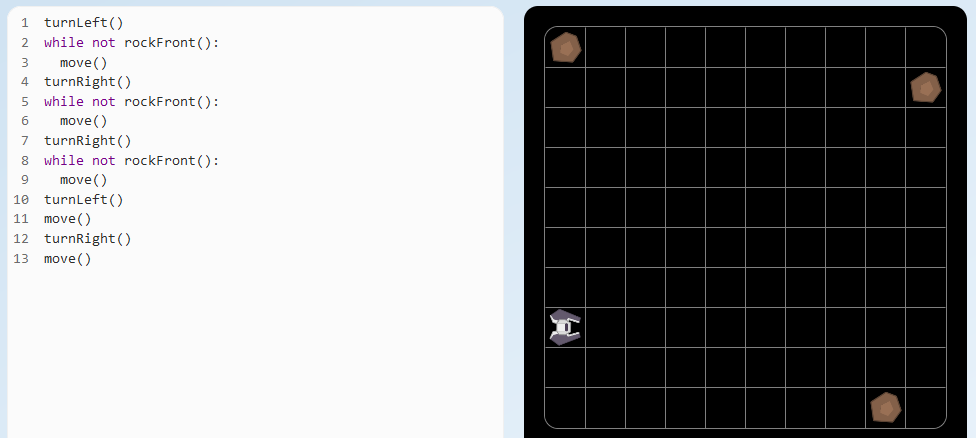 1 turnLeft()
2 while not rockFront():
3   move()
4 turnRight()
5 while not rockFront():
6   move()
7 turnRight()
8 while not rockFront():
9   move()
10 turnLeft()
11 move()
12 turnRight()
13 move()